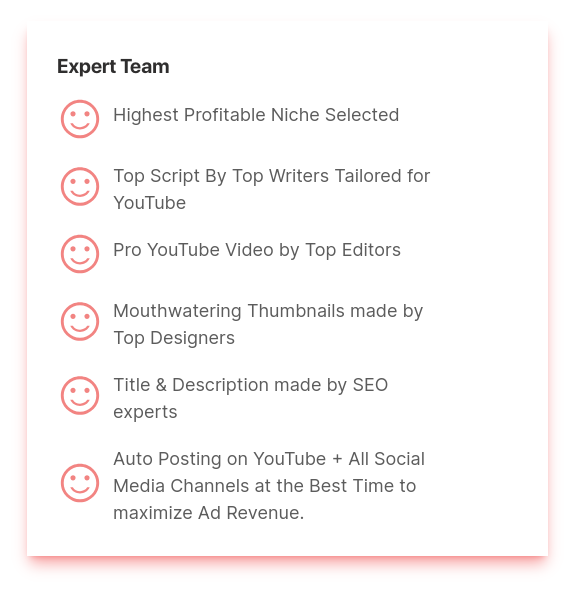 Expert Team
Highest Profitable Niche Selected
Top Script By Top Writers Tailored for
YouTube
Pro YouTube Video by Top Editors
Mouthwatering Thumbnails made by
Top Designers
Title & Description made by SEO
experts
Auto Posting on YouTube + All Social
Media Channels at the Best Time to
maximize Ad Revenue.